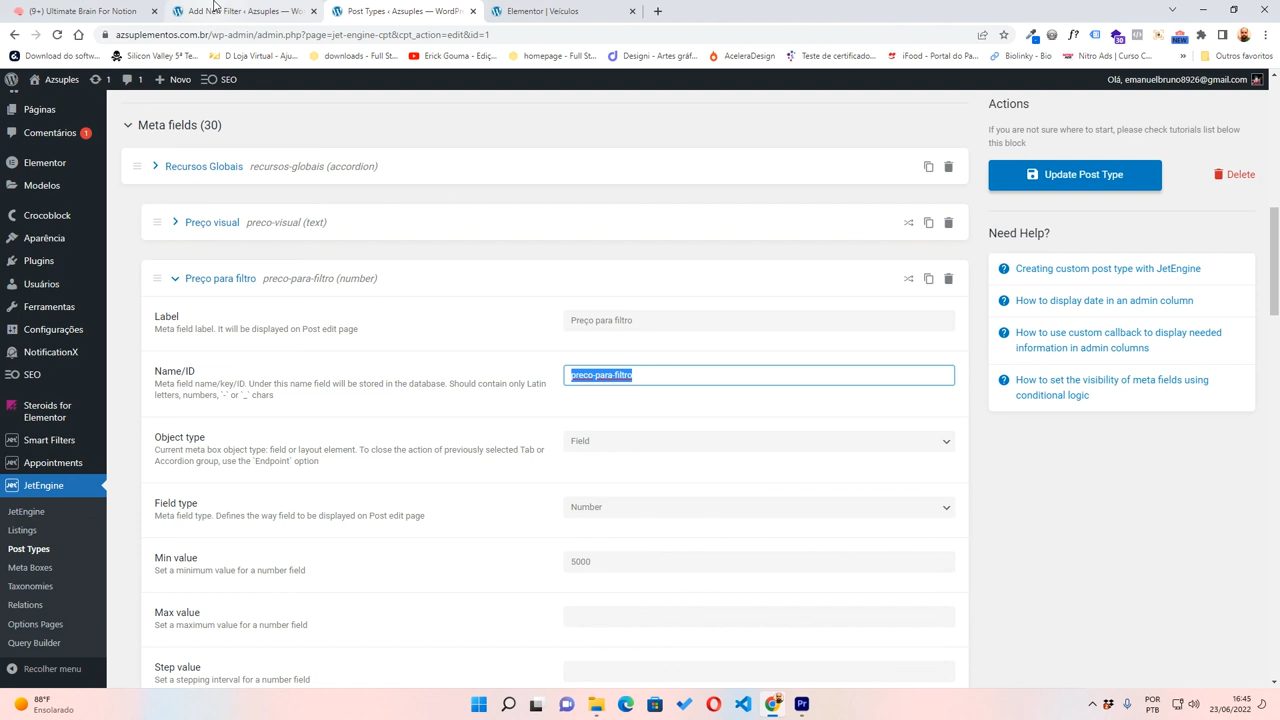 (9+) Ultimate Brain For Notion
Add New Filter ‹ Azsuples — Wo
Post Types ‹ Azsuples — WordPr
Elementor | Veículos
azsuplementos.com.br/wp-admin/admin.php?page=jet-engine-cpt&cpt_action=edit&id=1
Download do softw...
Silicon Valley 5ª Te...
D Loja Virtual - Aju...
downloads - Full St...
Erick Gouma - Edi...
homepage - Full St...
Designi - Artes gráf...
AceleraDesign
Teste de certificado...
iFood - Portal do Pa...
Biolinky - Bio
Nitro Ads | Curso C...
Outros favoritos
Azsuples
1
1
Novo
SEO
Olá, emanuelbruno8926@gmail.com
Páginas
Comentários 1
Elementor
Modelos
Crocoblock
Aparência
Plugins
Usuários
Ferramentas
Configurações
NotificationX
SEO
Steroids for
Elementor
Smart Filters
Appointments
JetEngine
JetEngine
Listings
Post Types
Meta Boxes
Taxonomies
Relations
Options Pages
Query Builder
Recolher menu
Meta fields (30)
Recursos Globais recursos-globais (accordion)
Preço visual preco-visual (text)
Preço para filtro preco-para-filtro (number)
Label
Meta field label. It will be displayed on Post edit page
Preço para filtro
Name/ID
Meta field name/key/ID. Under this name field will be stored in the database. Should contain only Latin
letters, numbers, `-` or `_` chars
preco-para-filtro
Object type
Current meta box object type: field or layout element. To close the action of previously selected Tab or
Accordion group, use the `Endpoint` option
Field
Field type
Meta field type. Defines the way field to be displayed on Post edit page
Number
Min value
Set a minimum value for a number field
5000
Max value
Set a maximum value for a number field
Step value
Set a stepping interval for a number field
Actions
If you are not sure where to start, please check tutorials list below
this block
Update Post Type
Delete
Need Help?
Creating custom post type with JetEngine
How to display date in an admin column
How to use custom callback to display needed
information in admin columns
How to set the visibility of meta fields using
conditional logic
88°F
Ensolarado
POR
PTB
16:45
23/06/2022